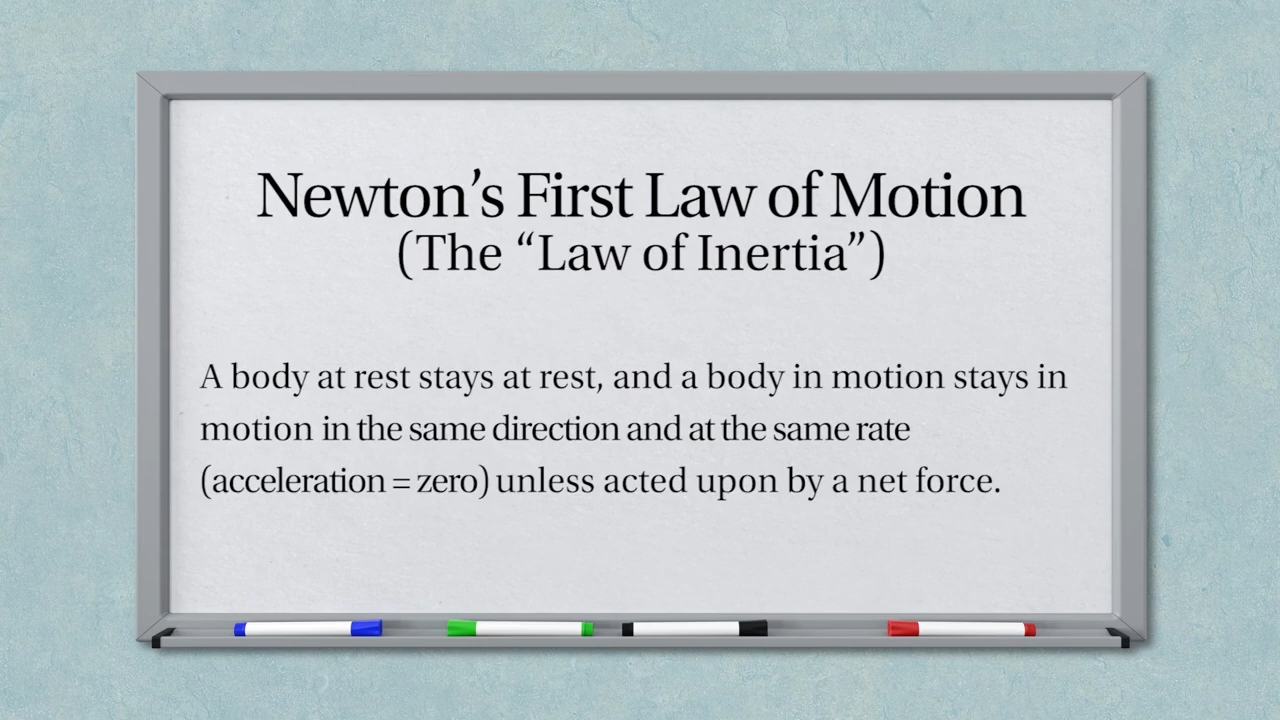 Newton’s First Law of Motion
(The “Law of Inertia”)
A body at rest stays at rest, and a body in motion stays in
motion in the same direction and at the same rate
(acceleration = zero) unless acted upon by a net force.